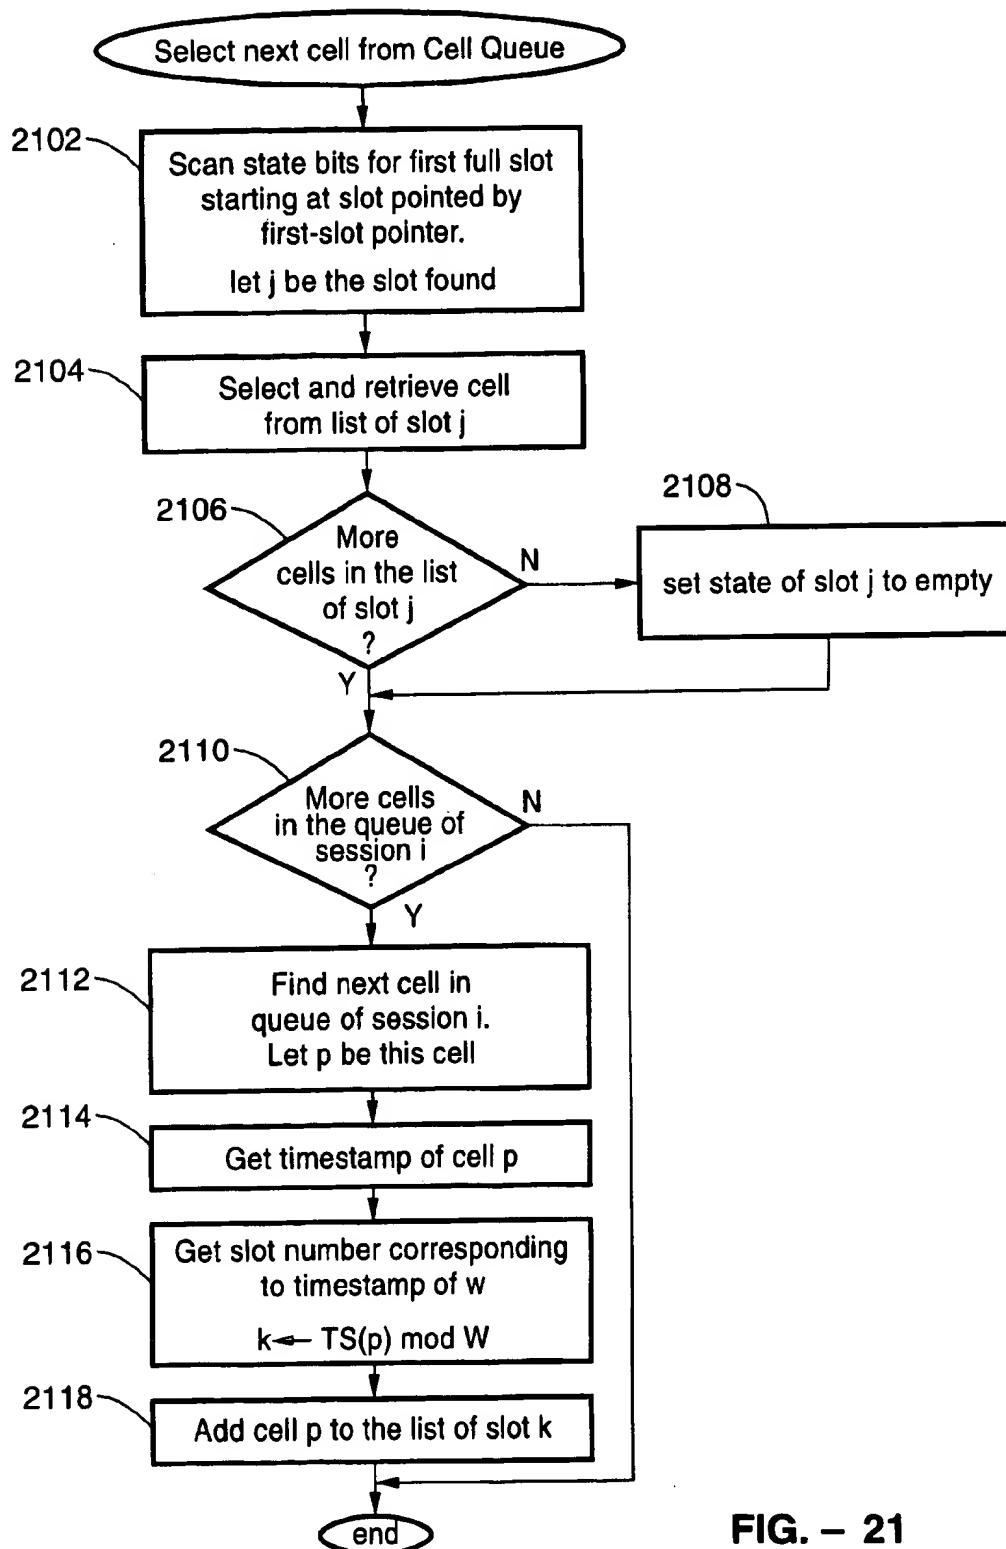 Select next cell from Cell Queue
2102
Scan state bits for first full slot
starting at slot pointed by
first-slot pointer.
let j be the slot found
2104
Select and retrieve cell
from list of slot j
2106
More
cells in the list
of slot j
?
N
Y
2108
set state of slot j to empty
2110
More cells
in the queue of
session i
?
N
Y
2112
Find next cell in
queue of session i.
Let p be this cell
2114
Get timestamp of cell p
2116
Get slot number corresponding
to timestamp of w
k← TS(p) mod W
2118
Add cell p to the list of slot k
end
FIG. – 21